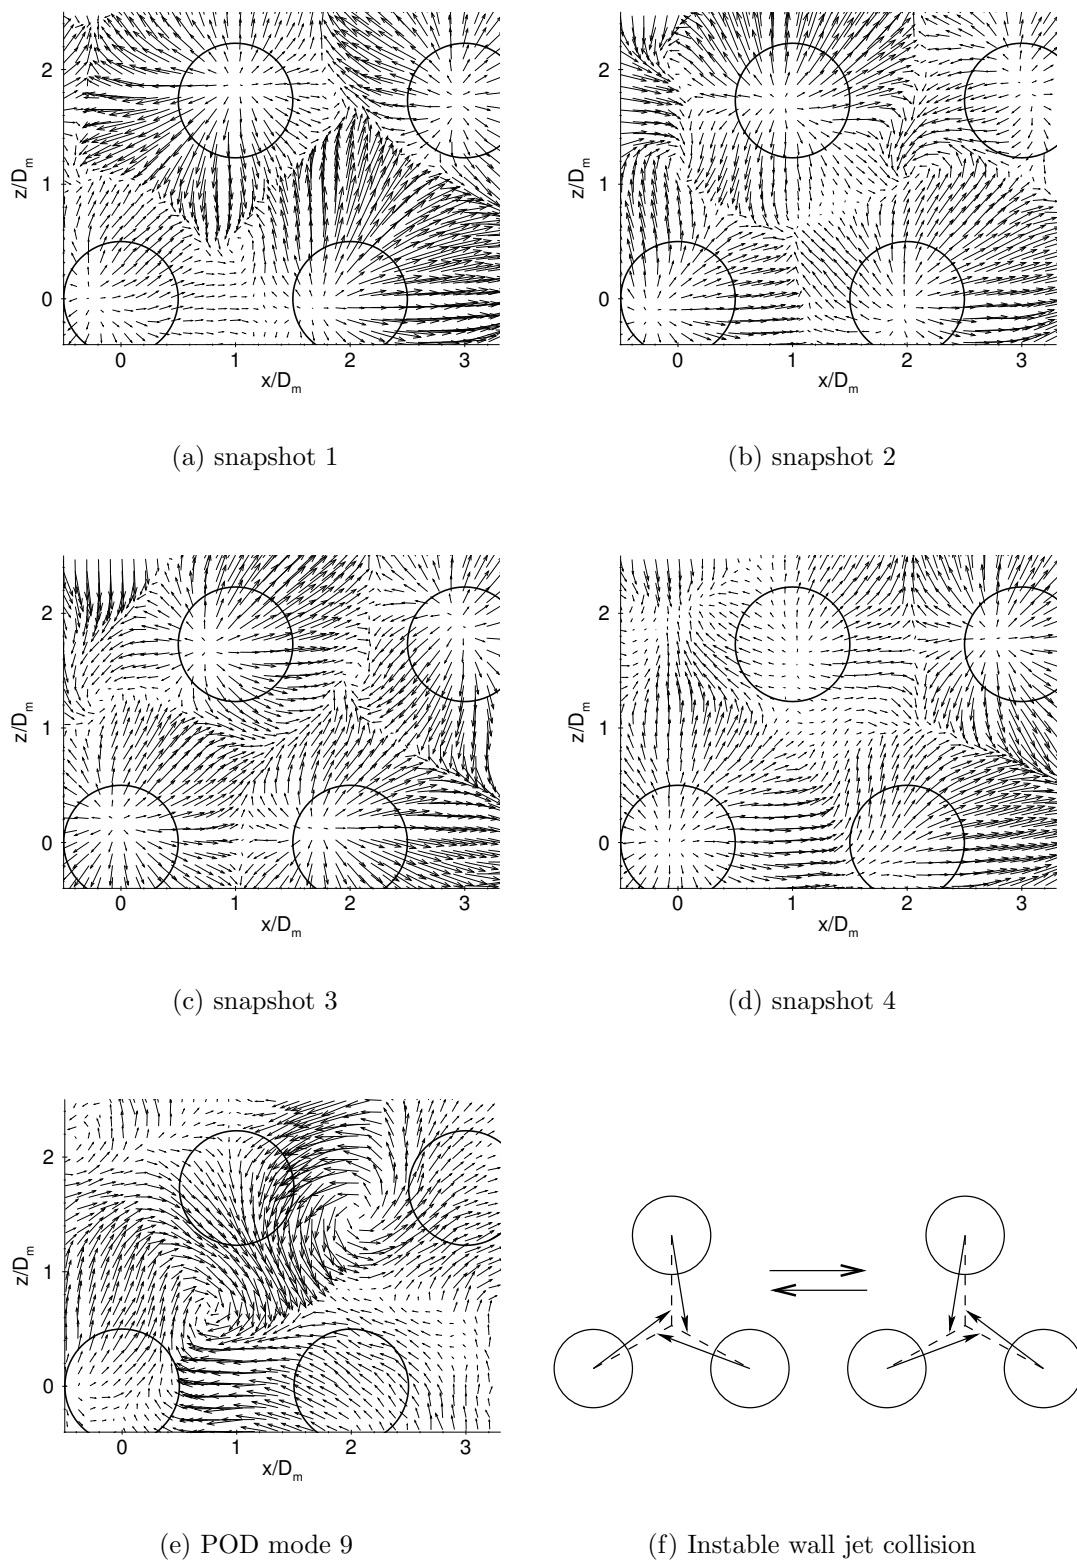 2
1
0
z/D_m
0 1 2 3
x/D_m
(a) snapshot 1
2
1
0
z/D_m
0 1 2 3
x/D_m
(b) snapshot 2
2
1
0
z/D_m
0 1 2 3
x/D_m
(c) snapshot 3
2
1
0
z/D_m
0 1 2 3
x/D_m
(d) snapshot 4
2
1
0
z/D_m
0 1 2 3
x/D_m
(e) POD mode 9
(f) Instable wall jet collision